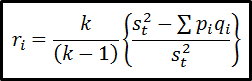 r_i = \frac{k}{(k-1)} \left\{ \frac{s_t^2 - \sum p_i q_i}{s_t^2} \right\}